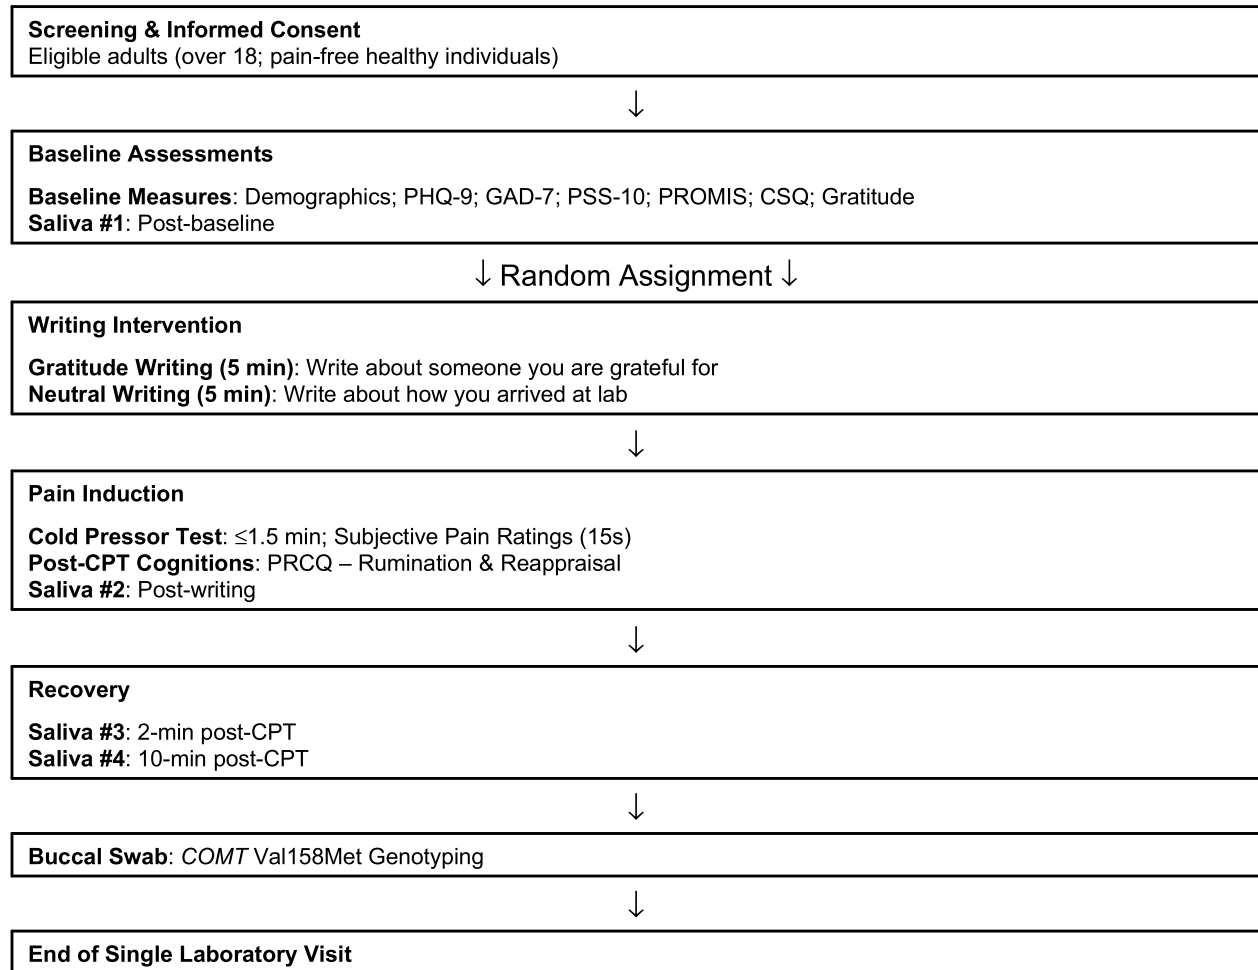 Screening & Informed Consent
Eligible adults (over 18; pain-free healthy individuals)
↓
Baseline Assessments
Baseline Measures: Demographics; PHQ-9; GAD-7; PSS-10; PROMIS; CSQ; Gratitude
Saliva #1: Post-baseline
↓ Random Assignment ↓
Writing Intervention
Gratitude Writing (5 min): Write about someone you are grateful for
Neutral Writing (5 min): Write about how you arrived at lab
↓
Pain Induction
Cold Pressor Test: ≤1.5 min; Subjective Pain Ratings (15s)
Post-CPT Cognitions: PRCQ – Rumination & Reappraisal
Saliva #2: Post-writing
↓
Recovery
Saliva #3: 2-min post-CPT
Saliva #4: 10-min post-CPT
↓
Buccal Swab: COMT Val158Met Genotyping
↓
End of Single Laboratory Visit